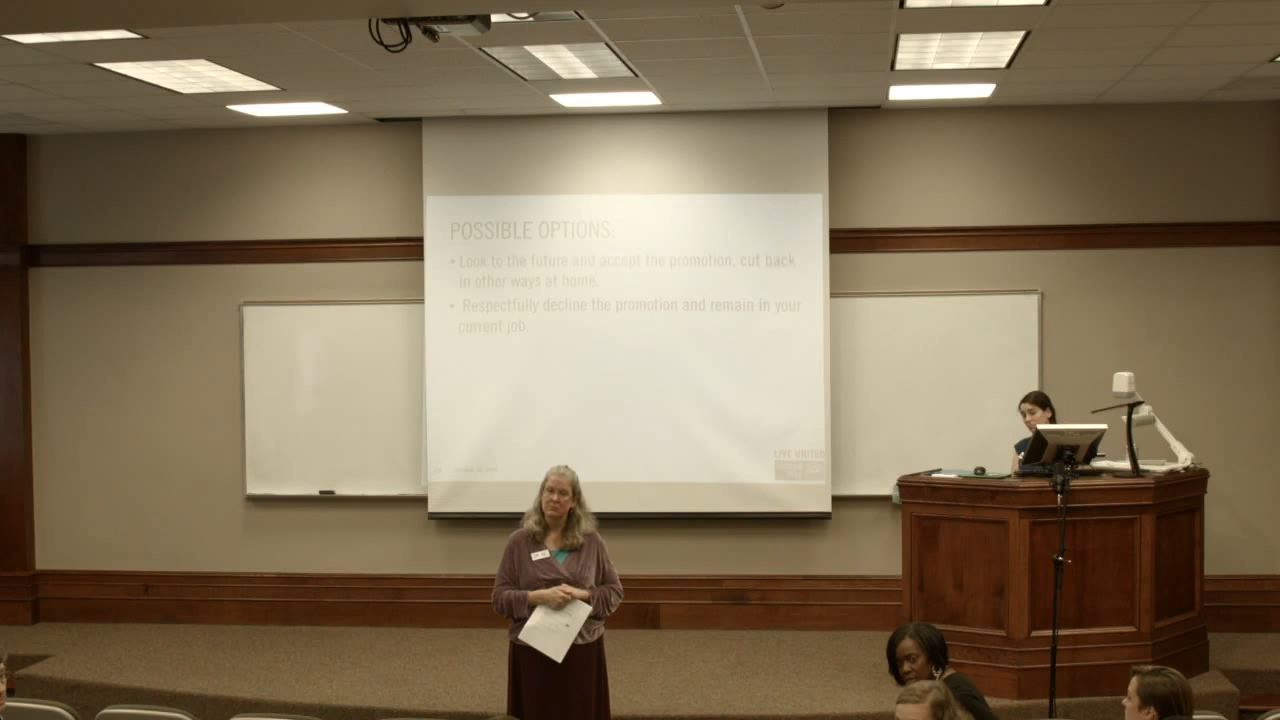 POSSIBLE OPTIONS:
• Look to the future and accept the promotion, cut back
in other ways at home.
• Respectfully decline the promotion and remain in your
current job.
LIVE UNITED